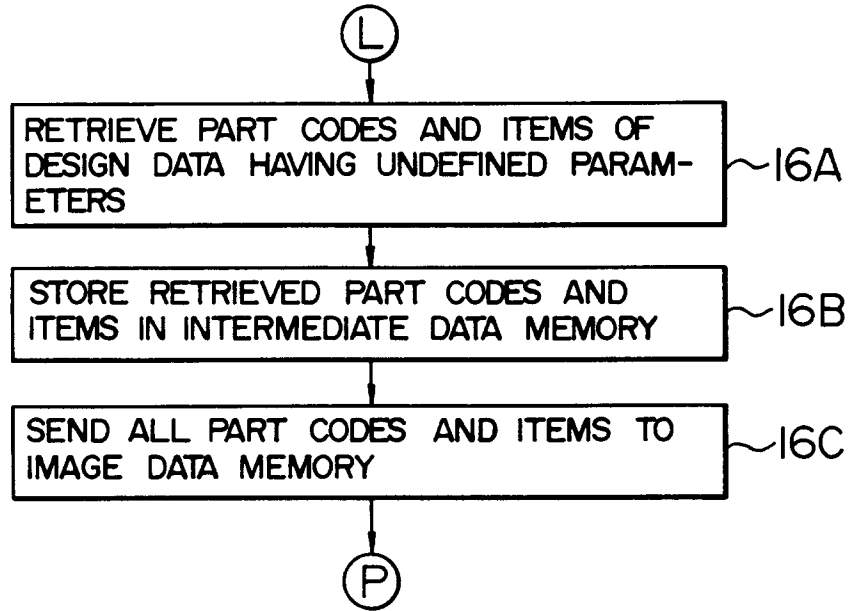 L
RETRIEVE PART CODES AND ITEMS OF
DESIGN DATA HAVING UNDEFINED PARAM-
ETERS
16A
STORE RETRIEVED PART CODES AND
ITEMS IN INTERMEDIATE DATA MEMORY
16B
SEND ALL PART CODES AND ITEMS TO
IMAGE DATA MEMORY
16C
P